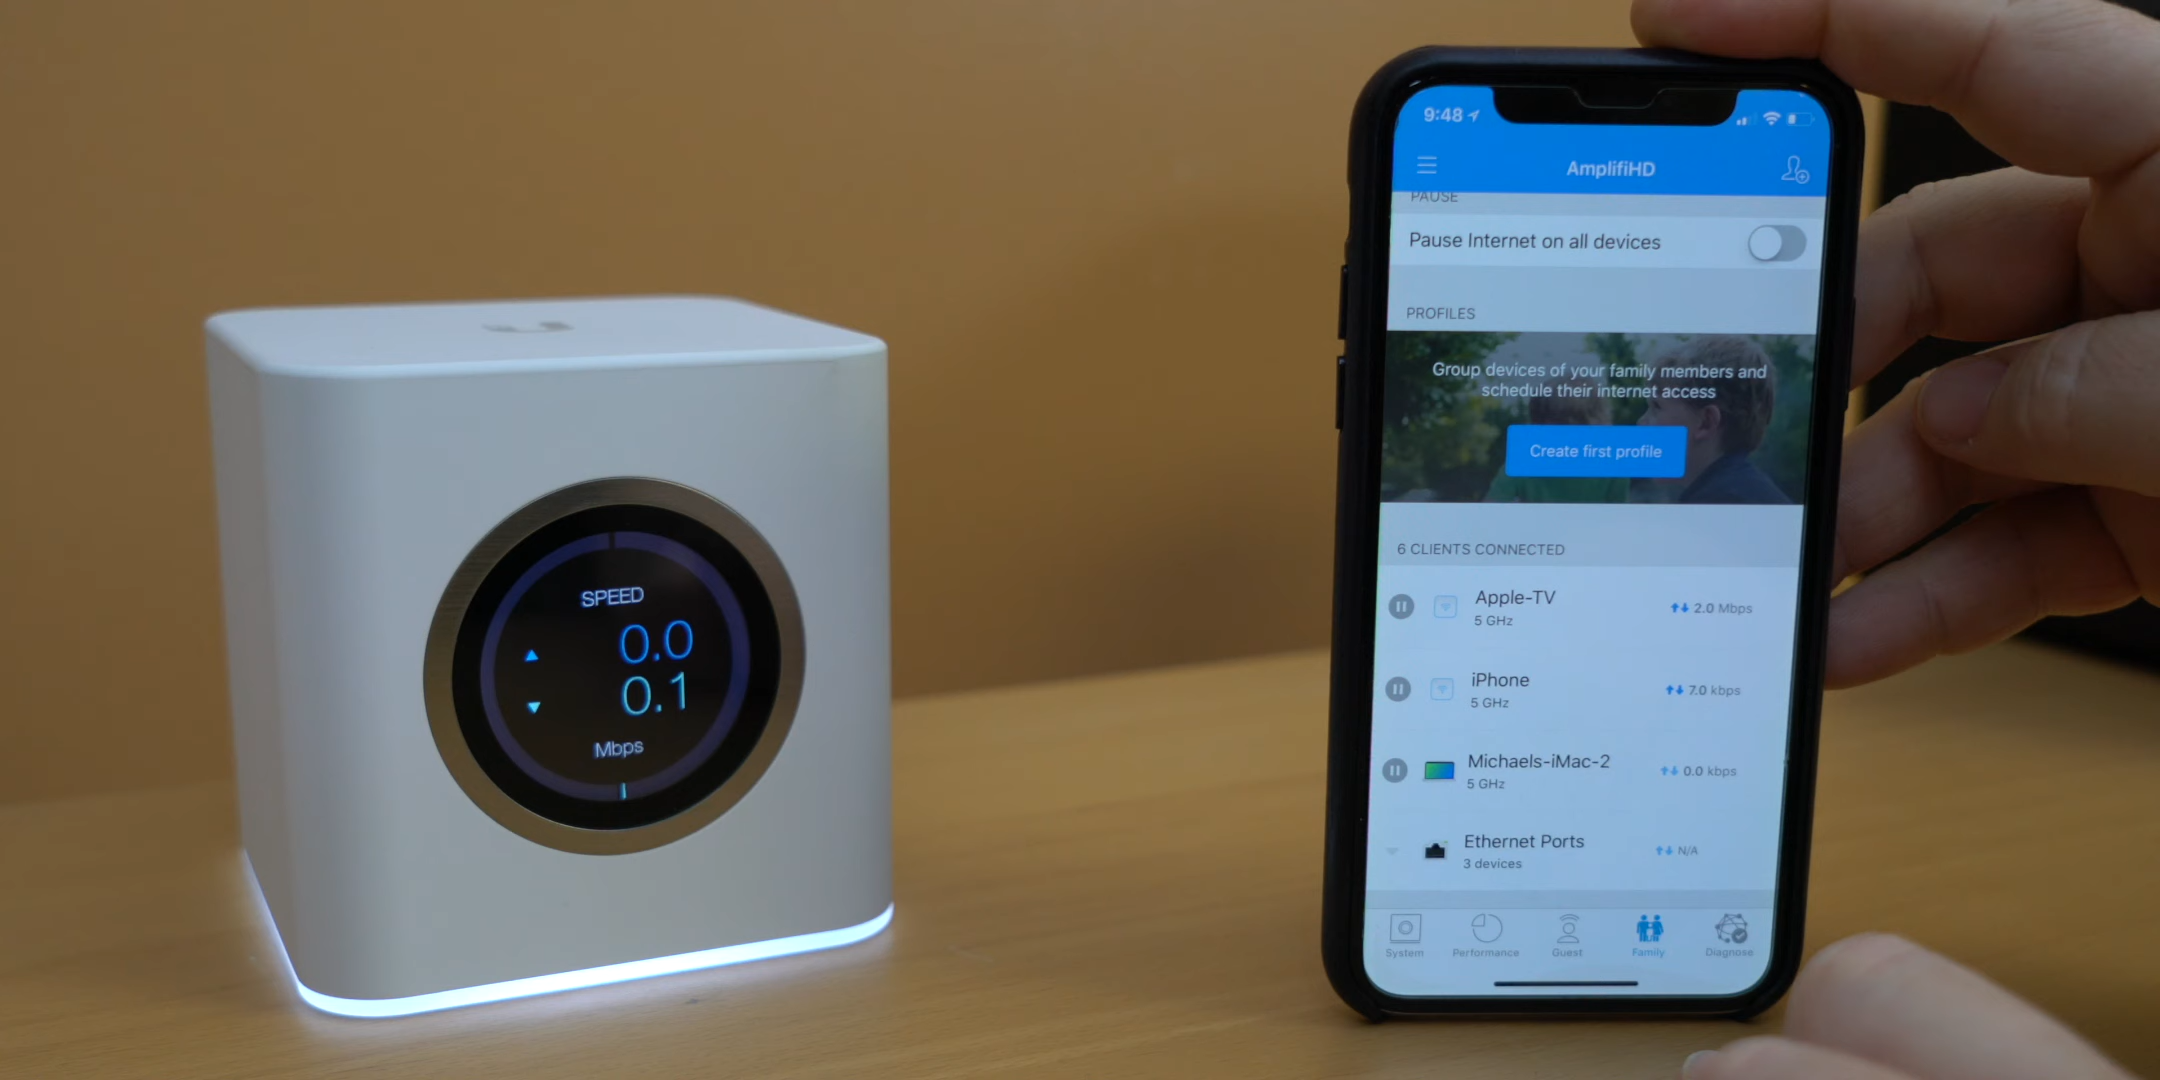 SPEED
0.0
0.1
Mbps
9:48
AmplifiHD
PAUSE
Pause Internet on all devices
PROFILES
Group devices of your family members and
schedule their internet access
Create first profile
6 CLIENTS CONNECTED
Apple-TV
2.0 Mbps
5 GHz
iPhone
7.0 kbps
5 GHz
Michaels-iMac-2
0.0 kbps
5 GHz
Ethernet Ports
N/A
3 devices
System
Performance
Guest
Family
Diagnose